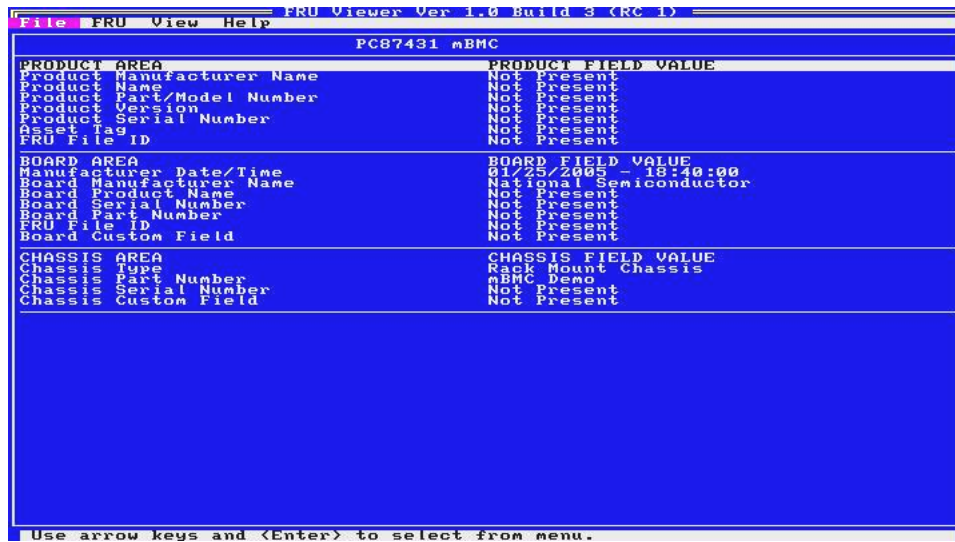 FRU Viewer Ver 1.0 Build 3 (RC 1)
File FRU View Help
PC87431 mBMC
PRODUCT AREA PRODUCT FIELD VALUE
Product Manufacturer Name Not Present
Product Name Not Present
Product Part/Model Number Not Present
Product Version Not Present
Product Serial Number Not Present
Asset Tag Not Present
FRU File ID Not Present
BOARD AREA BOARD FIELD VALUE
Manufacturer Date/Time 01/25/2005 - 18:40:00
Board Manufacturer Name National Semiconductor
Board Product Name Not Present
Board Serial Number Not Present
Board Part Number Not Present
FRU File ID Not Present
Board Custom Field Not Present
CHASSIS AREA CHASSIS FIELD VALUE
Chassis Type Rack Mount Chassis
Chassis Part Number mBMC Demo
Chassis Serial Number Not Present
Chassis Custom Field Not Present
Use arrow keys and <Enter> to select from menu.